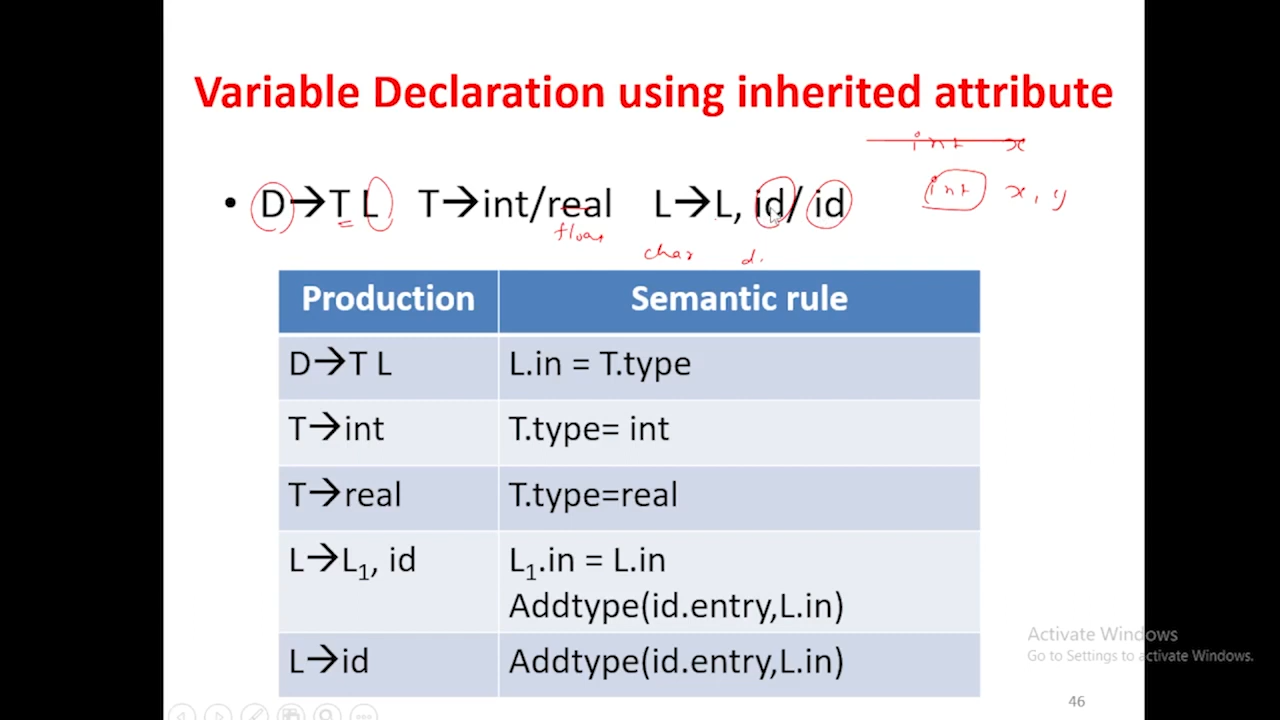 Variable Declaration using inherited attribute
int x
• D→T L T→int/real L→L, id/ id
int x, y
float
char
Production Semantic rule
D→T L L.in = T.type
T→int T.type= int
T→real T.type=real
L→L₁, id L₁.in = L.in
Addtype(id.entry,L.in)
L→id Addtype(id.entry,L.in)
Activate Windows
Go to Settings to activate Windows.
46